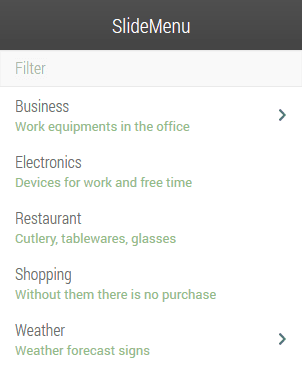 SlideMenu
Filter
Business
Work equipments in the office
Electronics
Devices for work and free time
Restaurant
Cutlery, tablewares, glasses
Shopping
Without them there is no purchase
Weather
Weather forecast signs